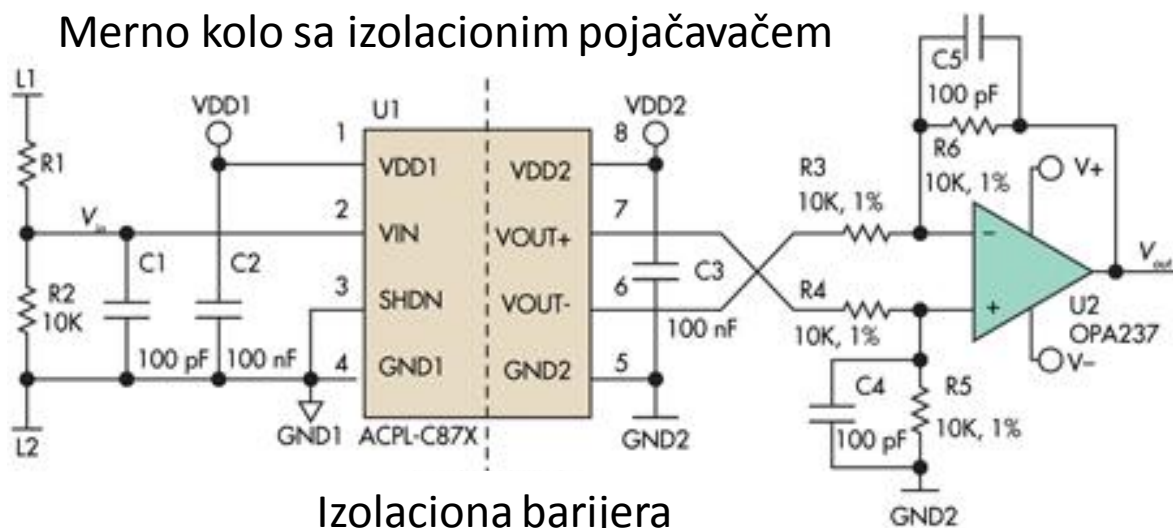 Merno kolo sa izolacionim pojačavačem
L1
R1
V_in
R2
10K
L2
C1
100 pF
C2
100 nF
VDD1
GND1
U1
1
2
3
4
VDD1
VIN
SHDN
GND1
VDD2
VOUT+
VOUT-
GND2
ACPL-C87X
8
7
6
5
VDD2
C3
100 nF
GND2
R3
10K, 1%
R4
10K, 1%
C5
100 pF
R6
10K, 1%
V+
V_out
U2
OPA237
V−
C4
100 pF
R5
10K, 1%
GND2
Izolaciona barijera